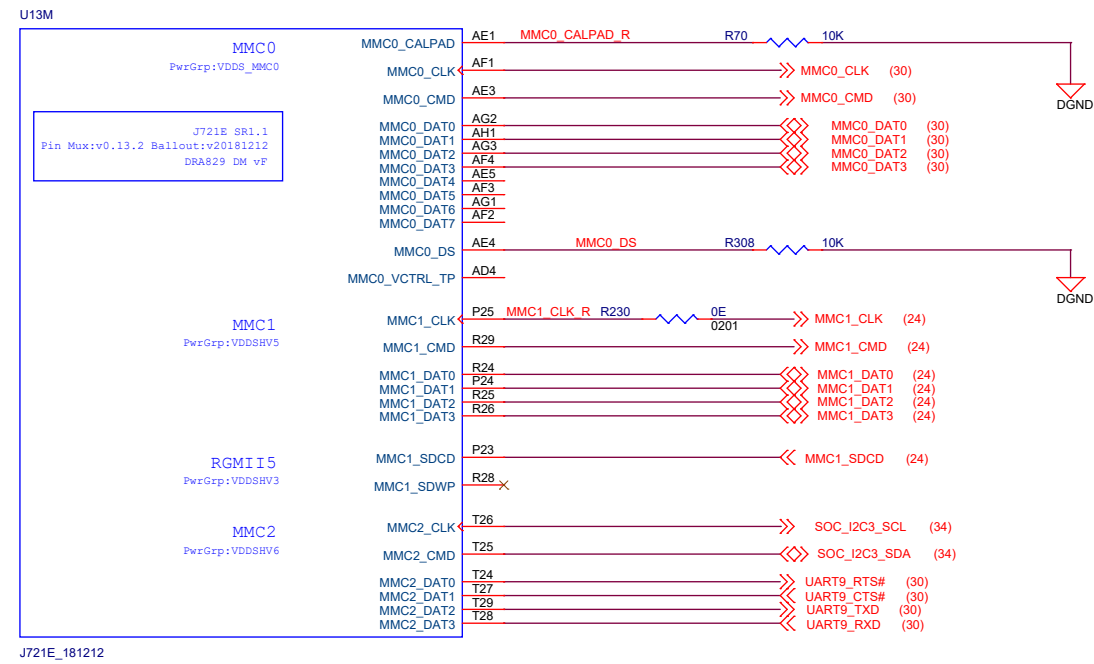 U13M
MMC0
PwrGrp:VDDS_MMC0
J721E SR1.1
Pin Mux:v0.13.2 Ballout:v20181212
DRA829 DM vF
MMC0_CALPAD AE1 MMC0_CALPAD_R R70 10K
DGND
MMC0_CLK AF1 MMC0_CLK (30)
MMC0_CMD AE3 MMC0_CMD (30)
MMC0_DAT0 AG2 MMC0_DAT0 (30)
MMC0_DAT1 AH1 MMC0_DAT1 (30)
MMC0_DAT2 AG3 MMC0_DAT2 (30)
MMC0_DAT3 AF4 MMC0_DAT3 (30)
MMC0_DAT4 AE5
MMC0_DAT5 AF3
MMC0_DAT6 AG1
MMC0_DAT7 AF2
MMC0_DS AE4 MMC0_DS R308 10K
DGND
MMC0_VCTRL_TP AD4
MMC1
PwrGrp:VDDSHV5
MMC1_CLK P25 MMC1_CLK_R R230 0E MMC1_CLK (24)
0201
MMC1_CMD R29 MMC1_CMD (24)
MMC1_DAT0 R24 MMC1_DAT0 (24)
MMC1_DAT1 P24 MMC1_DAT1 (24)
MMC1_DAT2 R25 MMC1_DAT2 (24)
MMC1_DAT3 R26 MMC1_DAT3 (24)
RGMII5
PwrGrp:VDDSHV3
MMC1_SDCD P23 MMC1_SDCD (24)
MMC1_SDWP R28
MMC2
PwrGrp:VDDSHV6
MMC2_CLK T26 SOC_I2C3_SCL (34)
MMC2_CMD T25 SOC_I2C3_SDA (34)
MMC2_DAT0 T24 UART9_RTS# (30)
MMC2_DAT1 T27 UART9_CTS# (30)
MMC2_DAT2 T29 UART9_TXD (30)
MMC2_DAT3 T28 UART9_RXD (30)
J721E_181212